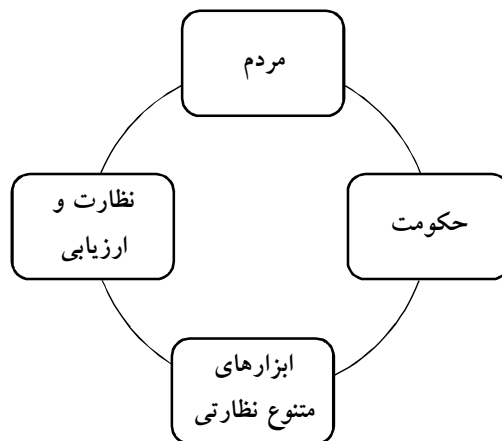 مردم
حکومت
نظارت و
ارزیابی
ابزارهای
متنوع نظارتی